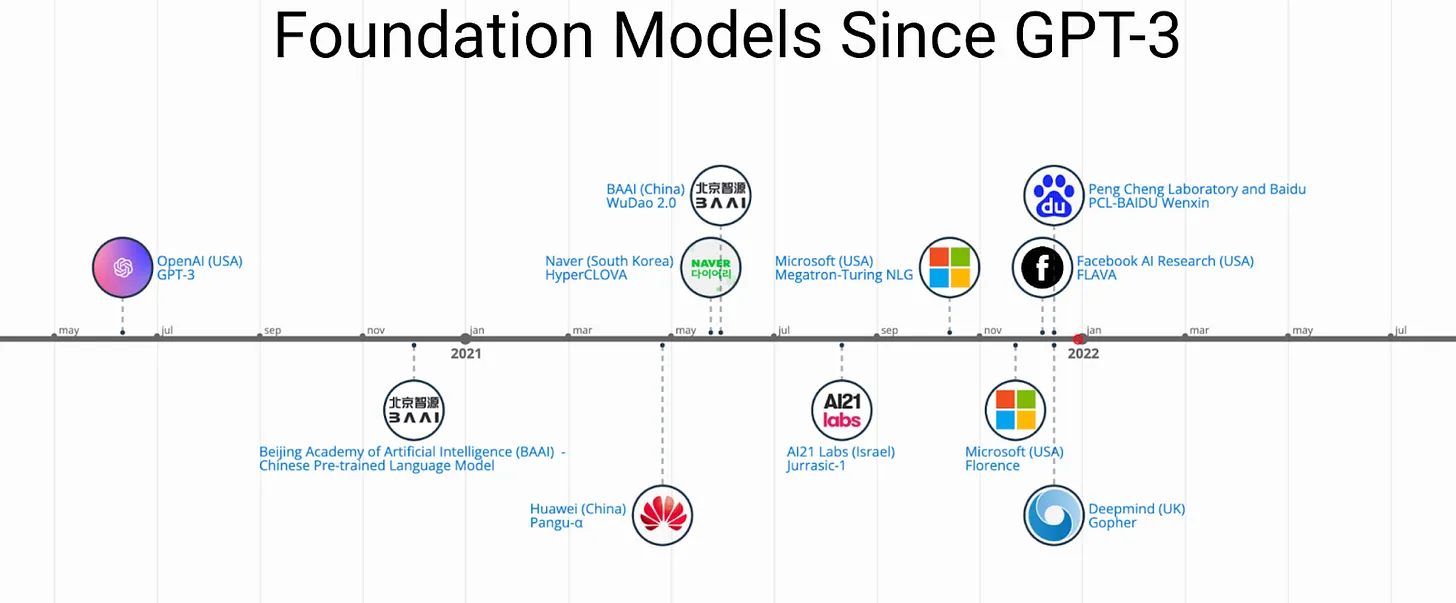 Foundation Models Since GPT-3
北京智源
BAAI
BAAI (China)
WuDao 2.0
du
Peng Cheng Laboratory and Baidu
PCL-BAIDU Wenxin
OpenAI (USA)
GPT-3
Naver (South Korea)
HyperCLOVA
NAVER
다이어리
Microsoft (USA)
Megatron-Turing NLG
f
Facebook AI Research (USA)
FLAVA
may jul sep nov jan mar may jul sep nov jan mar may jul
2021 2022
北京智源
BAAI
Beijing Academy of Artificial Intelligence (BAAI) -
Chinese Pre-trained Language Model
AI21
labs
AI21 Labs (Israel)
Jurrasic-1
Microsoft (USA)
Florence
Huawei (China)
Pangu-α
Deepmind (UK)
Gopher